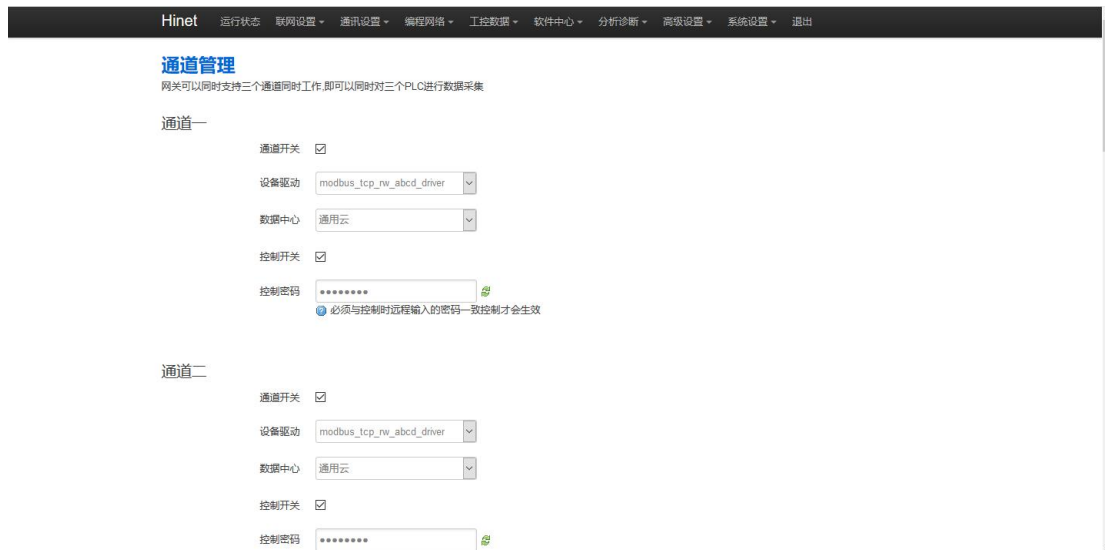 Hinet 运行状态 联网设置 通讯设置 编程网络 工控数据 软件中心 分析诊断 高级设置 系统设置 退出
通道管理
网关可以同时支持三个通道同时工作,即可以同时对三个PLC进行数据采集
通道一
通道开关
设备驱动 modbus_tcp_rw_abcd_driver
数据中心 通用云
控制开关
控制密码 ●●●●●●●●
必须与控制时远程输入的密码一致控制才会生效
通道二
通道开关
设备驱动 modbus_tcp_rw_abcd_driver
数据中心 通用云
控制开关
控制密码 ●●●●●●●●